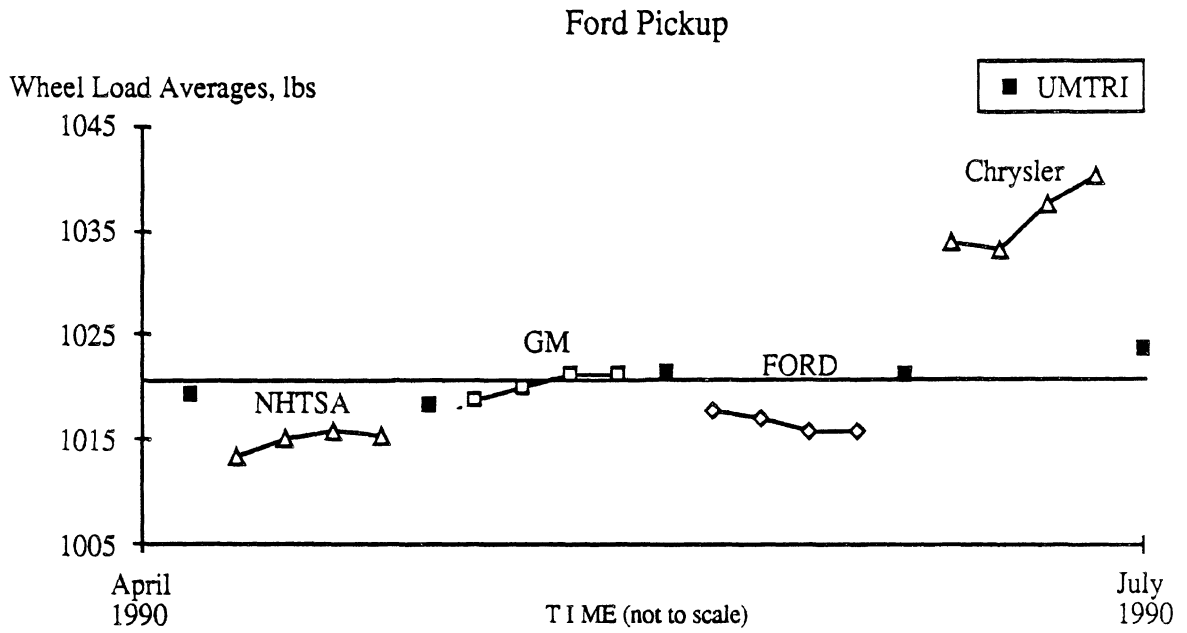 Ford Pickup
Wheel Load Averages, lbs
UMTRI
1045
Chrysler
1035
1025
GM
FORD
NHTSA
1015
1005
April
1990
T I ME (not to scale)
July
1990